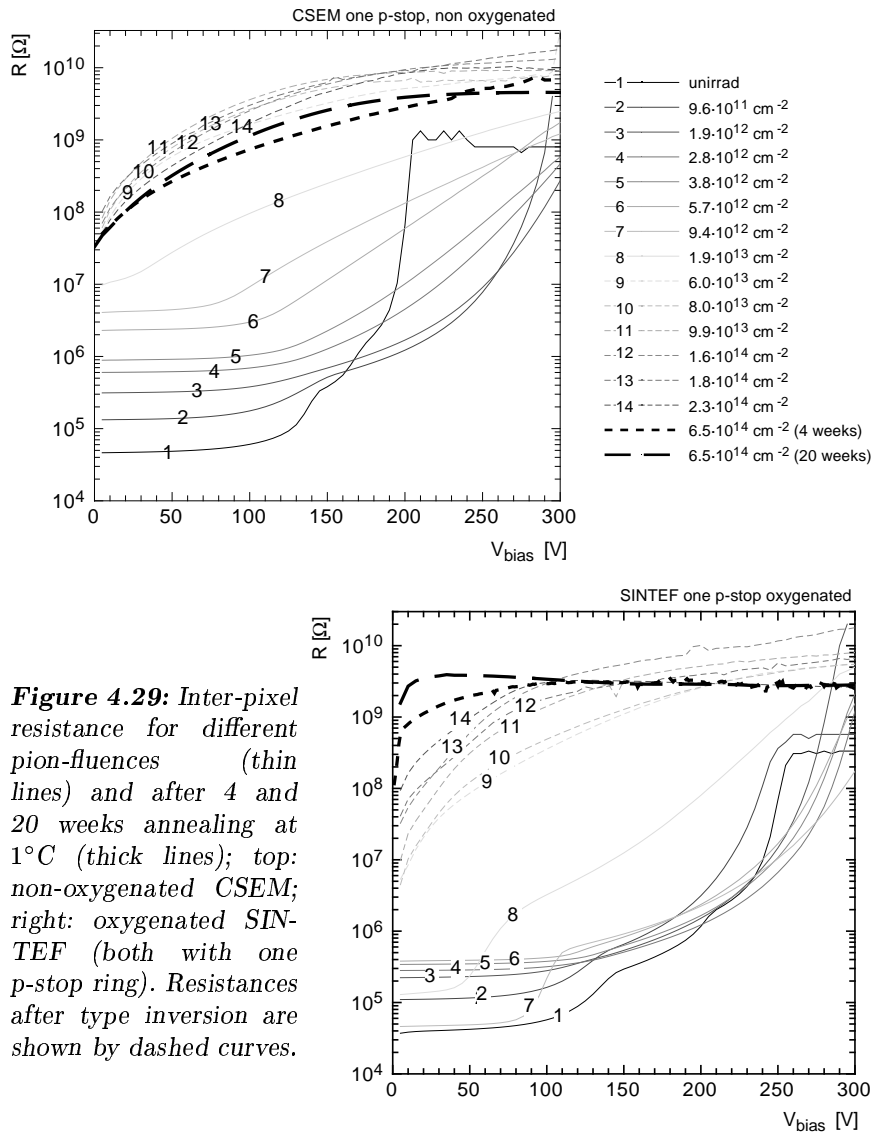 CSEM one p-stop, non oxygenated
R [Ω]
10^10
10^9
10^8
10^7
10^6
10^5
10^4
0 50 100 150 200 250 300
V_bias [V]
1
2
3
4
5
6
7
8
9
10
11
12
13
14
1 unirrad
2 9.6·10^11 cm^-2
3 1.9·10^12 cm^-2
4 2.8·10^12 cm^-2
5 3.8·10^12 cm^-2
6 5.7·10^12 cm^-2
7 9.4·10^12 cm^-2
8 1.9·10^13 cm^-2
9 6.0·10^13 cm^-2
10 8.0·10^13 cm^-2
11 9.9·10^13 cm^-2
12 1.6·10^14 cm^-2
13 1.8·10^14 cm^-2
14 2.3·10^14 cm^-2
6.5·10^14 cm^-2 (4 weeks)
6.5·10^14 cm^-2 (20 weeks)
Figure 4.29: Inter-pixel
resistance for different
pion-fluences (thin
lines) and after 4 and
20 weeks annealing at
1°C (thick lines); top:
non-oxygenated CSEM;
right: oxygenated SIN-
TEF (both with one
p-stop ring). Resistances
after type inversion are
shown by dashed curves.
SINTEF one p-stop oxygenated
R [Ω]
10^10
10^9
10^8
10^7
10^6
10^5
10^4
0 50 100 150 200 250 300
V_bias [V]
1
2
3
4
5
6
7
8
9
10
11
12
13
14